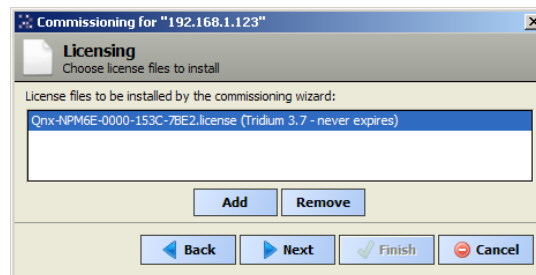 Commissioning for "192.168.1.123"
Licensing
Choose license files to install
License files to be installed by the commissioning wizard:
Qnx-NPM6E-0000-153C-7BE2.license (Tridium 3.7 - never expires)
Add Remove
Back Next Finish Cancel